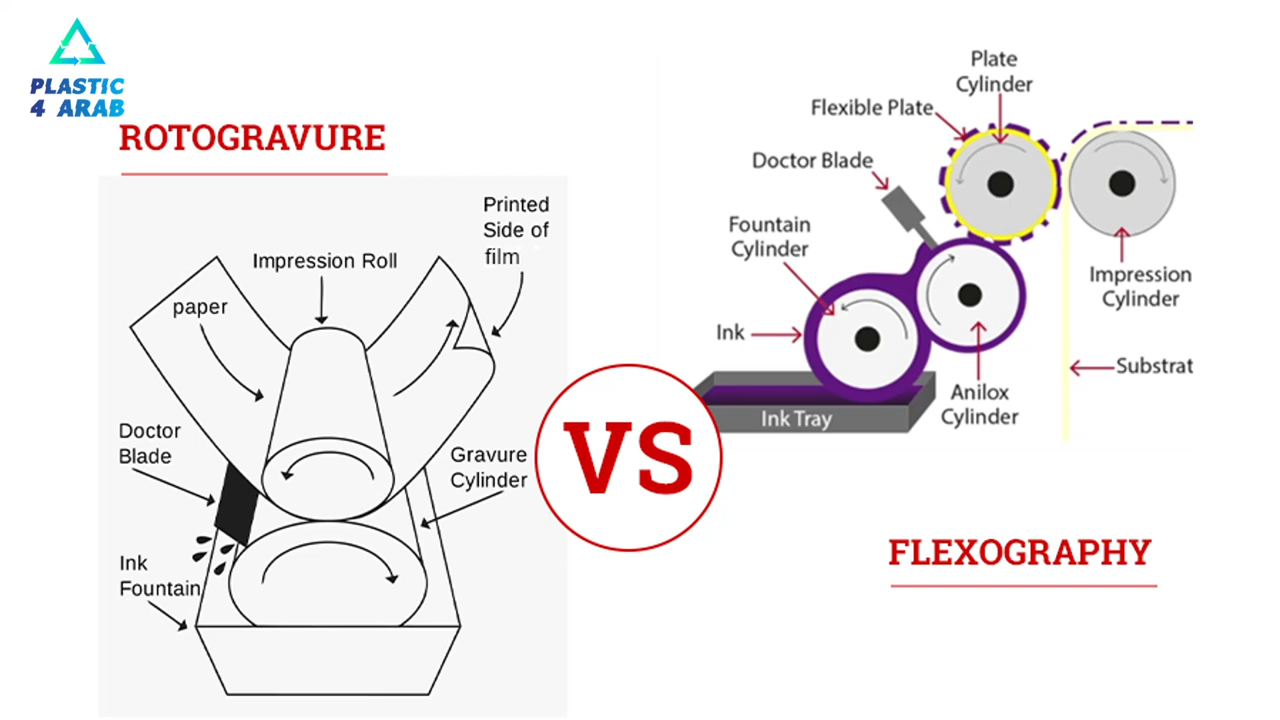 PLASTIC
4 ARAB
ROTOGRAVURE
Printed
Side of
film
Impression Roll
paper
Doctor
Blade
Gravure
Cylinder
Ink
Fountain
VS
Plate
Cylinder
Flexible Plate
Doctor Blade
Fountain
Cylinder
Impression
Cylinder
Ink
Substrat
Anilox
Cylinder
Ink Tray
FLEXOGRAPHY